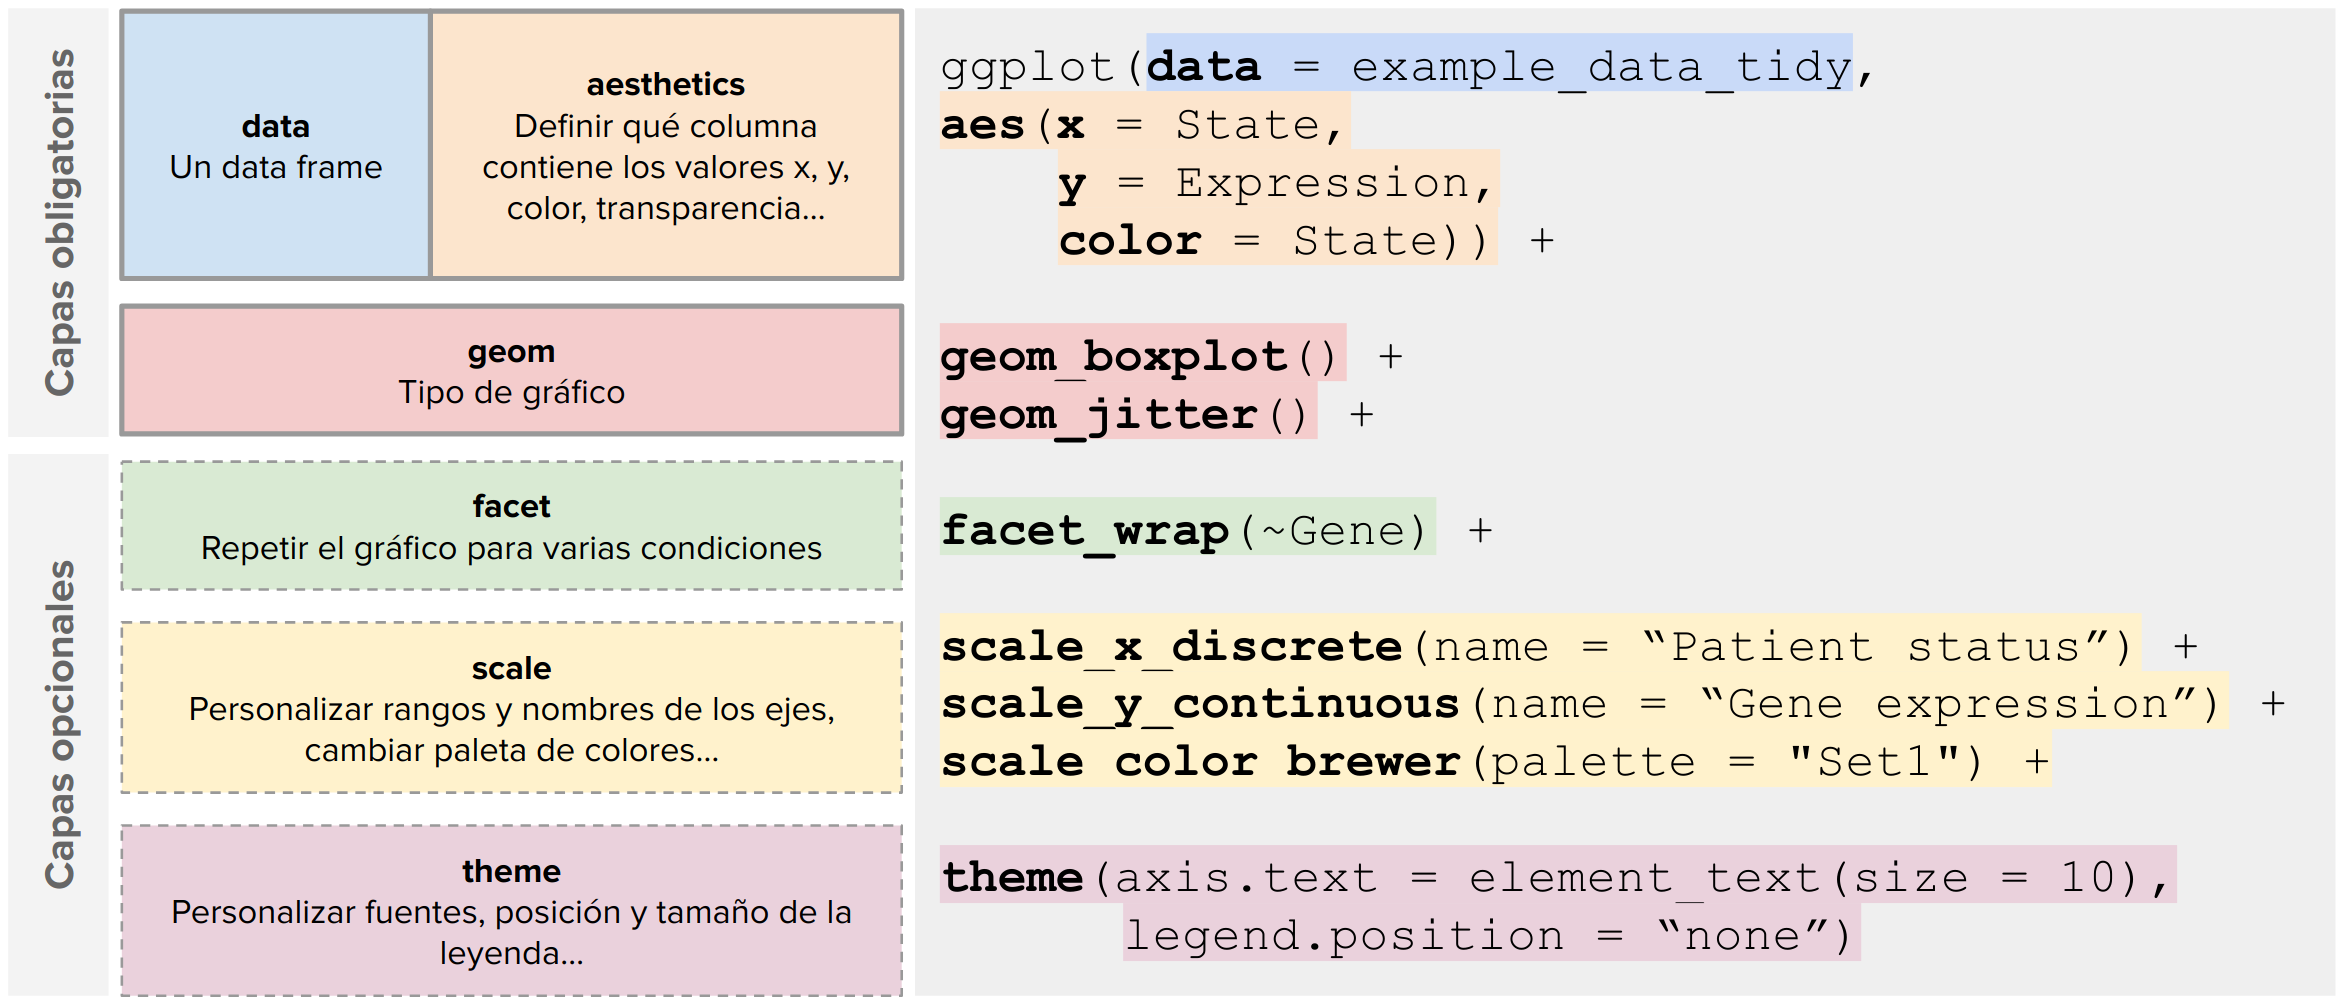 Capas obligatorias
data
Un data frame
aesthetics
Definir qué columna
contiene los valores x, y,
color, transparencia...
geom
Tipo de gráfico
Capas opcionales
facet
Repetir el gráfico para varias condiciones
scale
Personalizar rangos y nombres de los ejes,
cambiar paleta de colores...
theme
Personalizar fuentes, posición y tamaño de la
leyenda...
ggplot(data = example_data_tidy,
aes(x = State,
y = Expression,
color = State)) +
geom_boxplot() +
geom_jitter() +
facet_wrap(~Gene) +
scale_x_discrete(name = “Patient status”) +
scale_y_continuous(name = “Gene expression”) +
scale color brewer(palette = "Set1") +
theme(axis.text = element_text(size = 10),
legend.position = “none”)